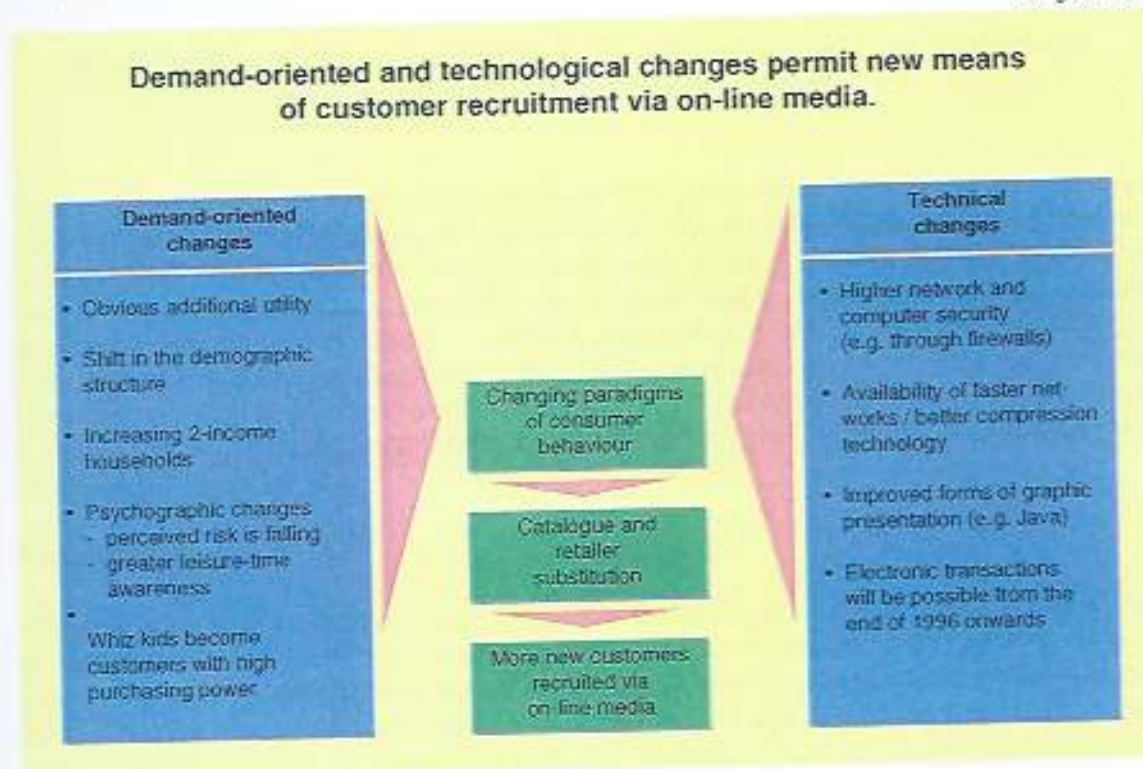 Demand-oriented and technological changes permit new means
of customer recruitment via on-line media.
Demand-oriented
changes
• Obvious additional utility
• Shift in the demographic
structure
• Increasing 2-income
households
• Psychographic changes
- perceived risk is falling
- greater leisure-time
awareness
•
Whiz kids become
customers with high
purchasing power
Changing paradigms
of consumer
behaviour
Catalogue and
retailer
substitution
More new customers
recruited via
on-line media
Technical
changes
• Higher network and
computer security
(e.g. through firewalls)
• Availability of faster net-
works / better compression
technology
• Improved forms of graphic
presentation (e.g. Java)
• Electronic transactions
will be possible from the
end of 1996 onwards